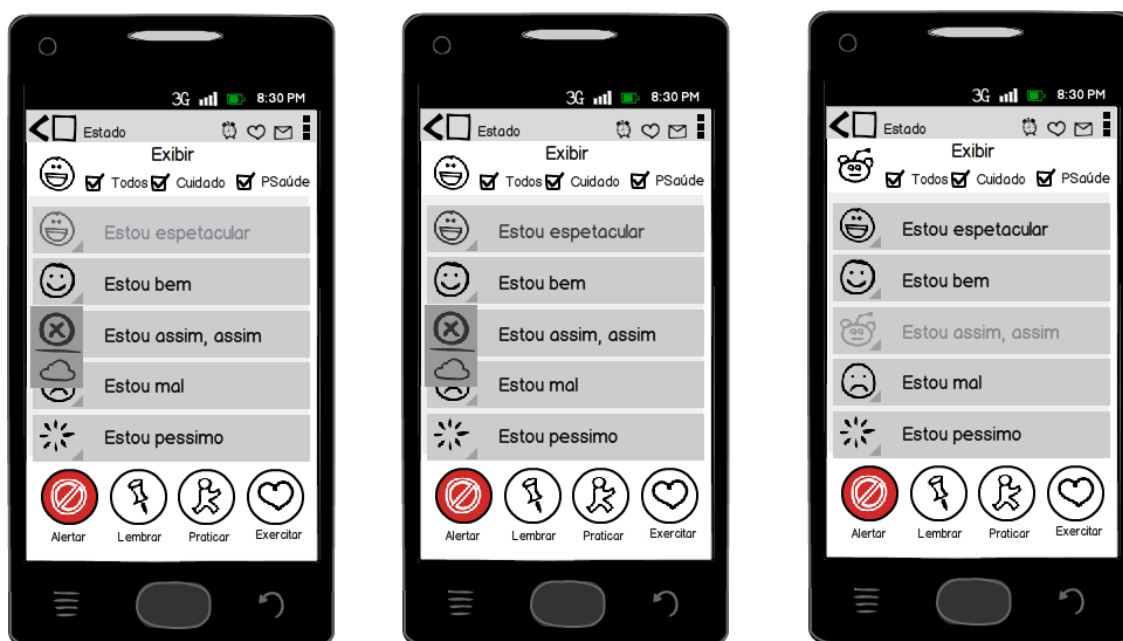 3G 8:30 PM
Estado
Exibir
Todos Cuidado PSaúde
Estou espetacular
Estou bem
Estou assim, assim
Estou mal
Estou pessimo
Alertar Lembrar Praticar Exercitar
3G 8:30 PM
Estado
Exibir
Todos Cuidado PSaúde
Estou espetacular
Estou bem
Estou assim, assim
Estou mal
Estou pessimo
Alertar Lembrar Praticar Exercitar
3G 8:30 PM
Estado
Exibir
Todos Cuidado PSaúde
Estou espetacular
Estou bem
Estou assim, assim
Estou mal
Estou pessimo
Alertar Lembrar Praticar Exercitar